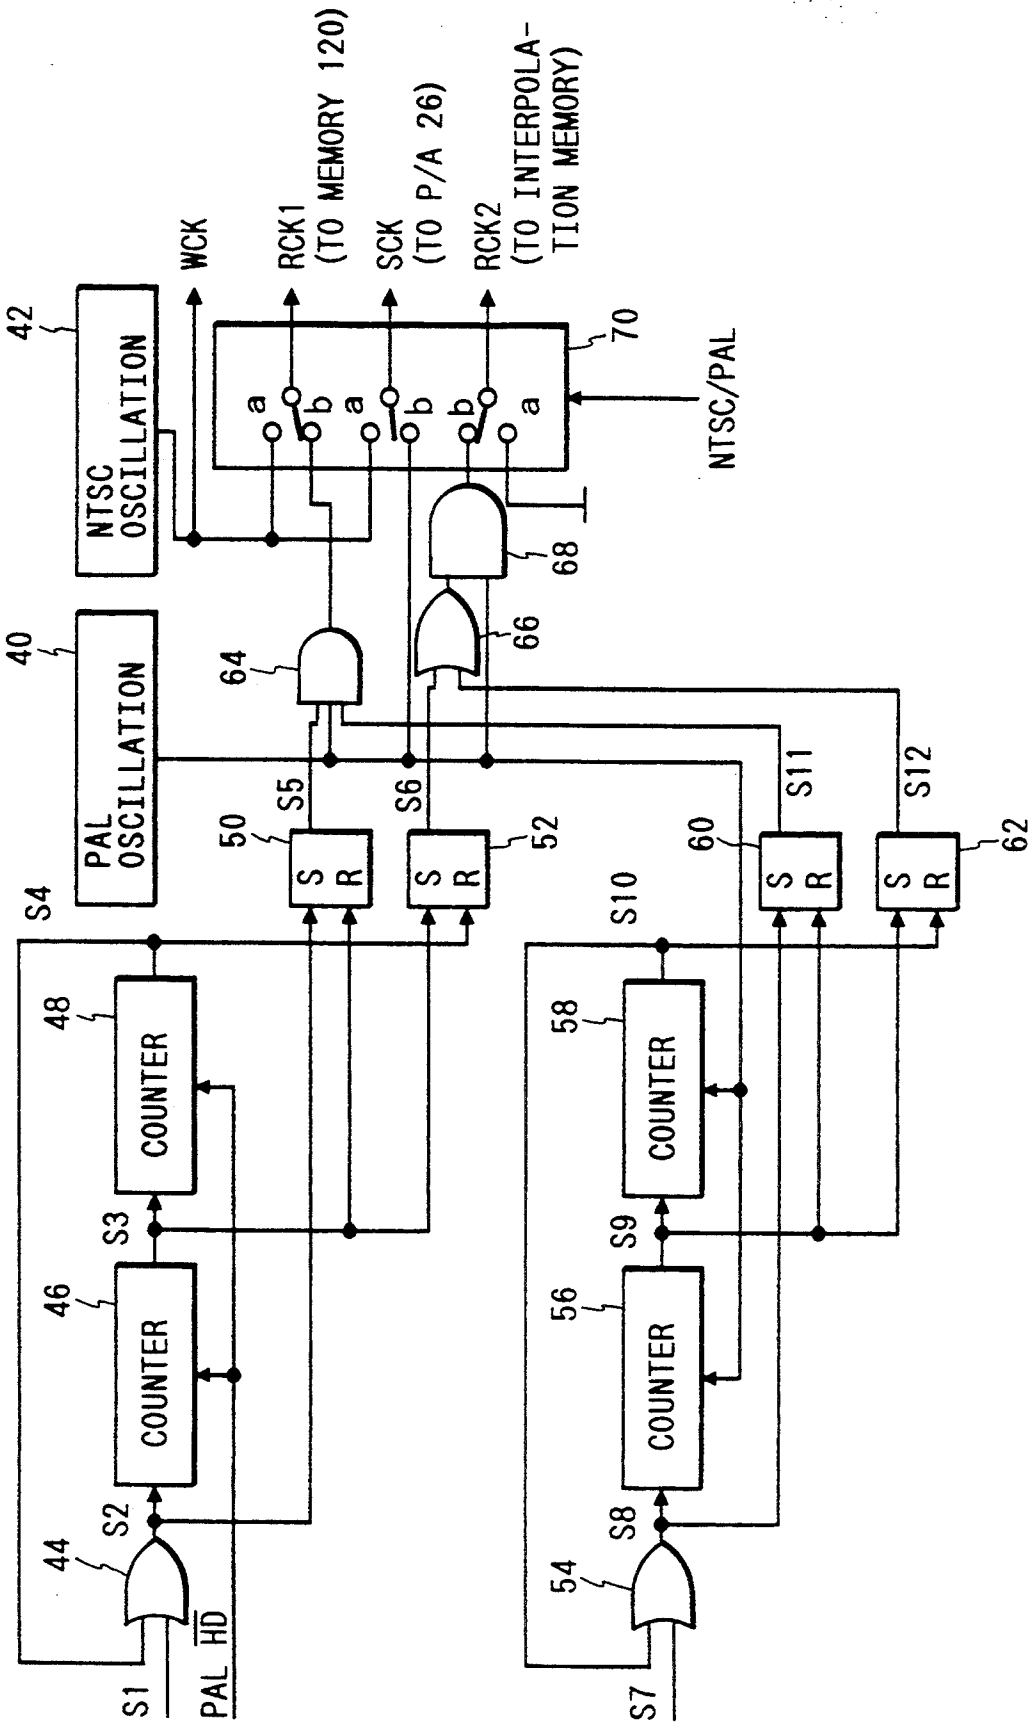 S1
PAL HD
44
S2
46
COUNTER
S3
48
COUNTER
S4
40
PAL
OSCILLATION
42
NTSC
OSCILLATION
50
S
R
S5
52
S
R
S6
64
66
68
a
b
a
b
b
a
70
NTSC/PAL
WCK
RCK1
(TO MEMORY 120)
SCK
(TO P/A 26)
RCK2
(TO INTERPOLA-
TION MEMORY)
S7
54
S8
56
COUNTER
S9
58
COUNTER
S10
60
S
R
S11
62
S
R
S12